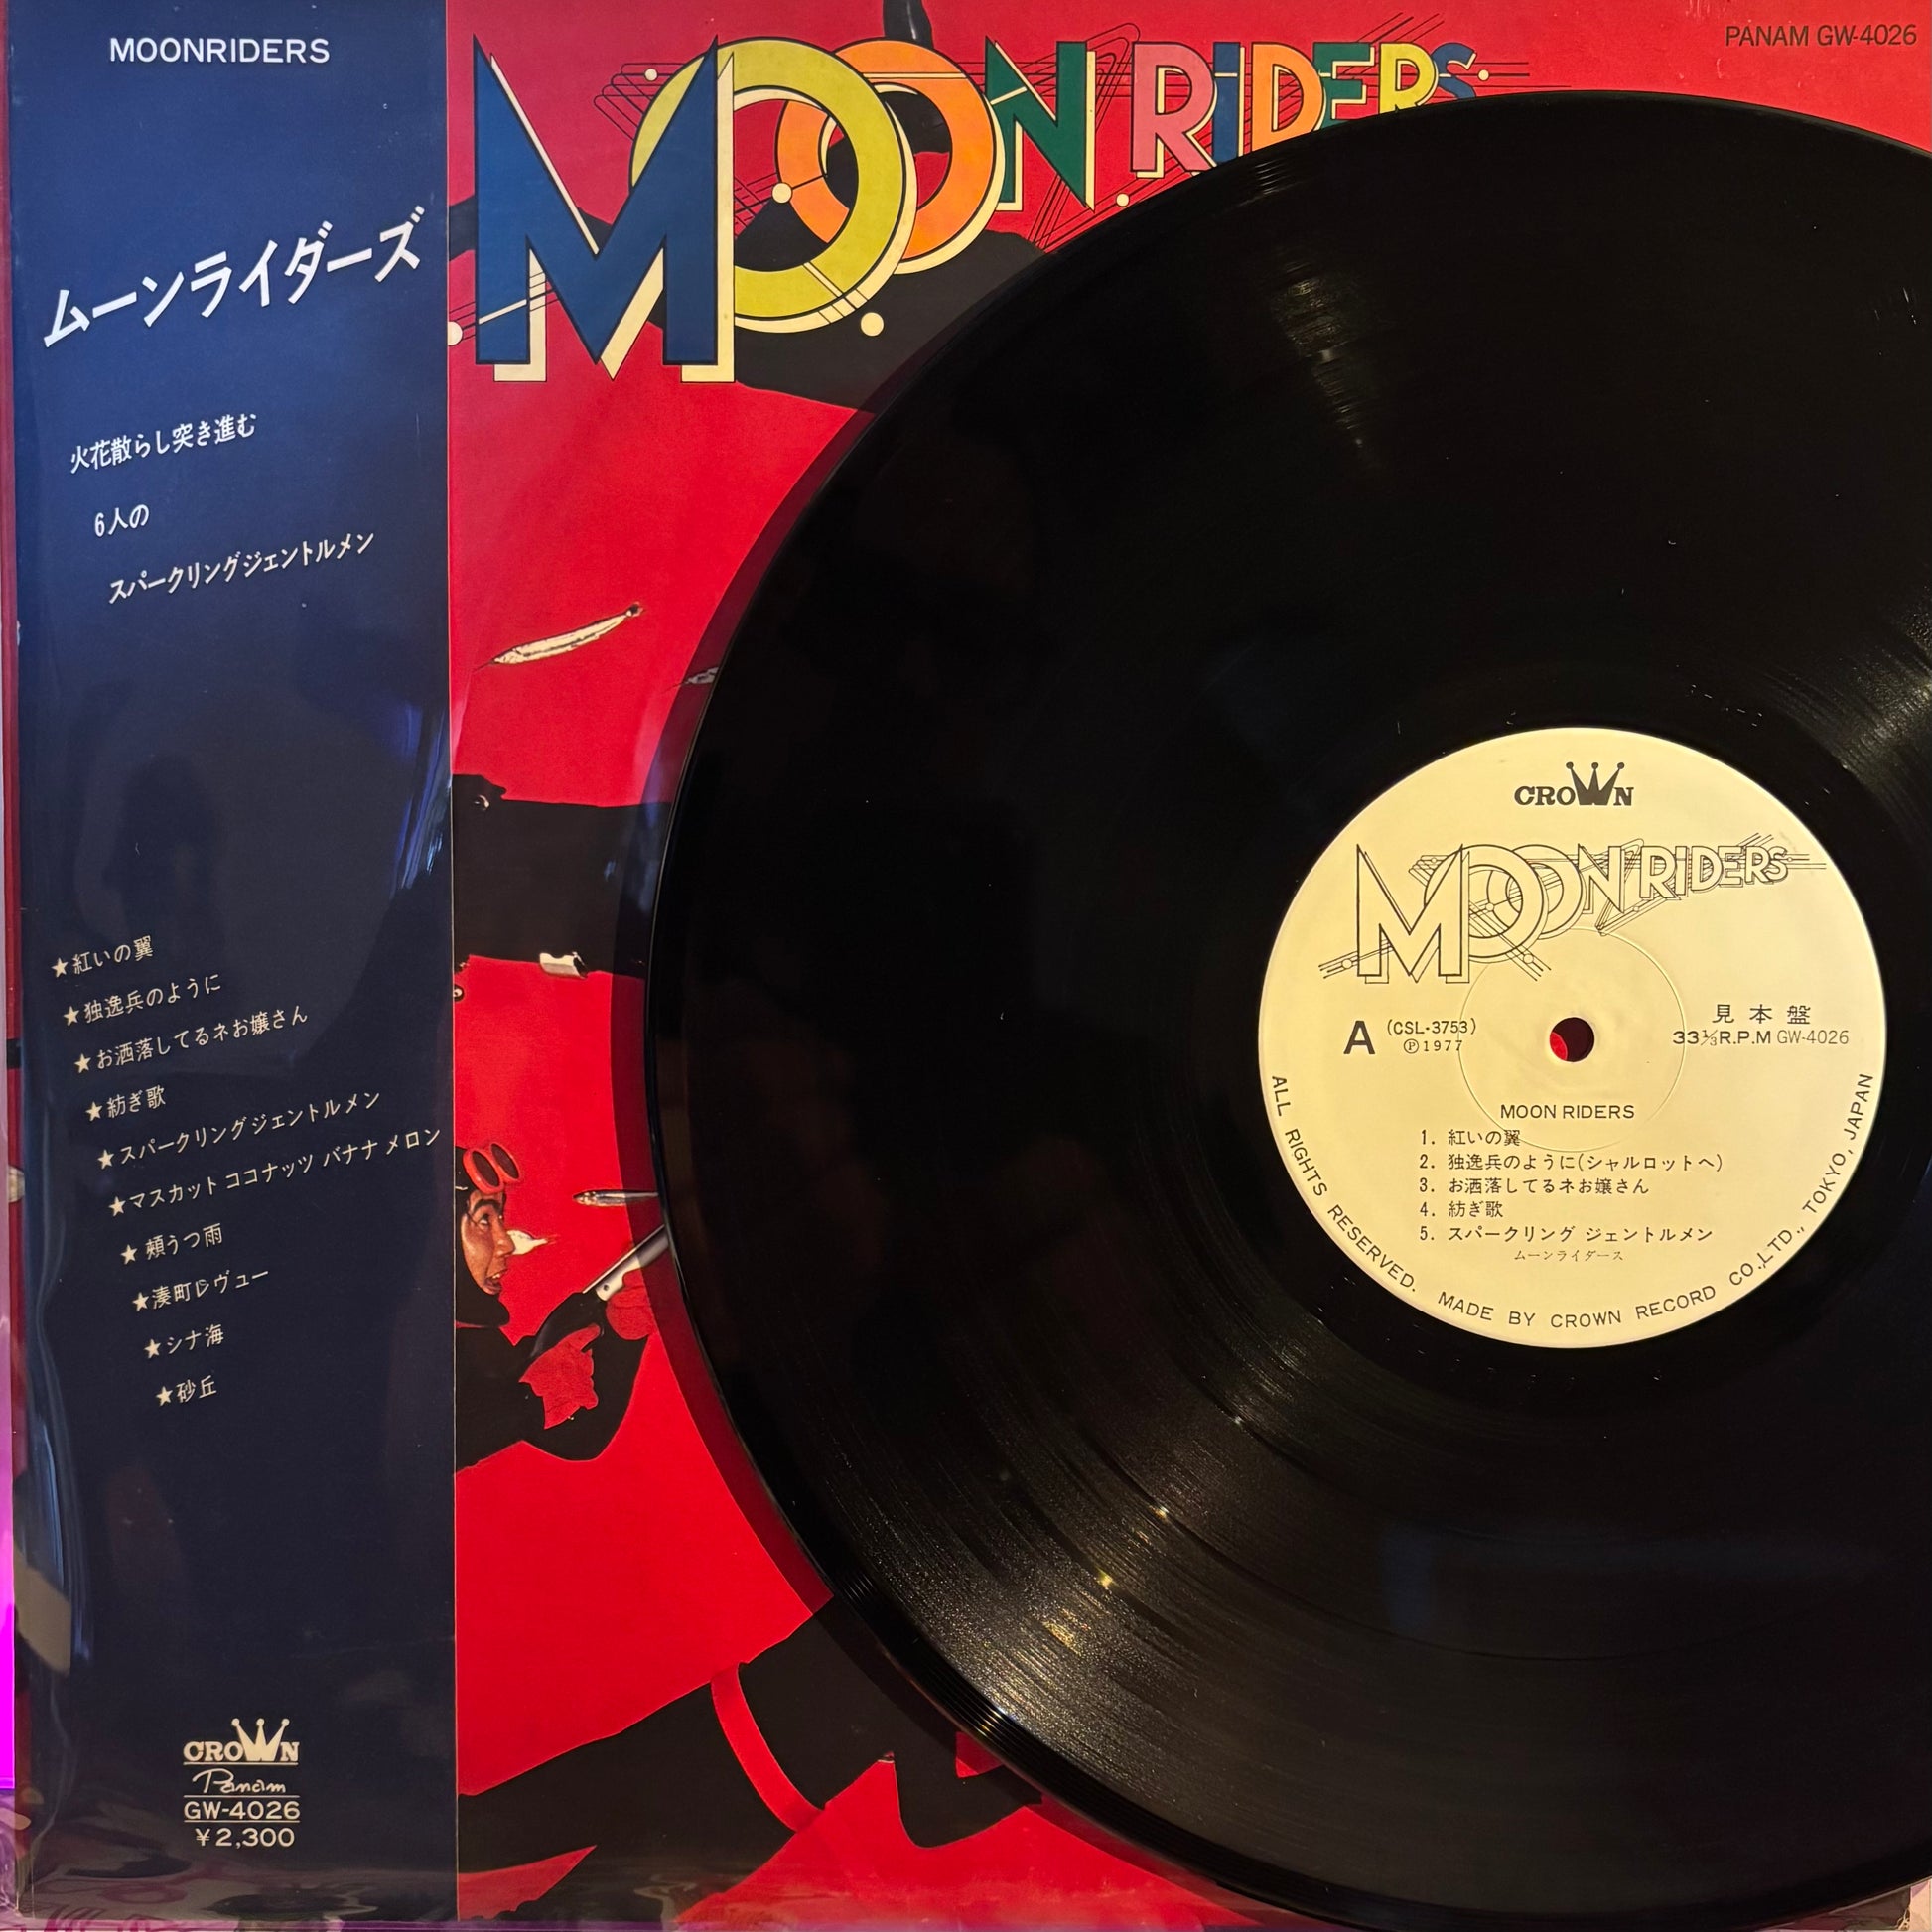 MOONRIDERS
ムーンライダーズ
火花散らし突き進む
6人の
スパークリングジェントルメン
★紅いの翼
★独逸兵のように
★お洒落してるネお嬢さん
★紡ぎ歌
★スパークリングジェントルメン
★マスカット ココナッツ バナナ メロン
★頬うつ雨
★湊町レヴュー
★シナ海
★砂丘
CROWN
Panam
GW-4026
¥2,300
MOON RIDERS
PANAM GW-4026
CROWN
MOON RIDERS
A (CSL-3753)
Ⓟ1977
見本盤
33⅓R.P.M GW-4026
MOON RIDERS
1. 紅いの翼
2. 独逸兵のように(シャルロットへ)
3. お洒落してるネお嬢さん
4. 紡ぎ歌
5. スパークリング ジェントルメン
ムーンライダース
ALL RIGHTS RESERVED. MADE BY CROWN RECORD CO.,LTD., TOKYO, JAPAN